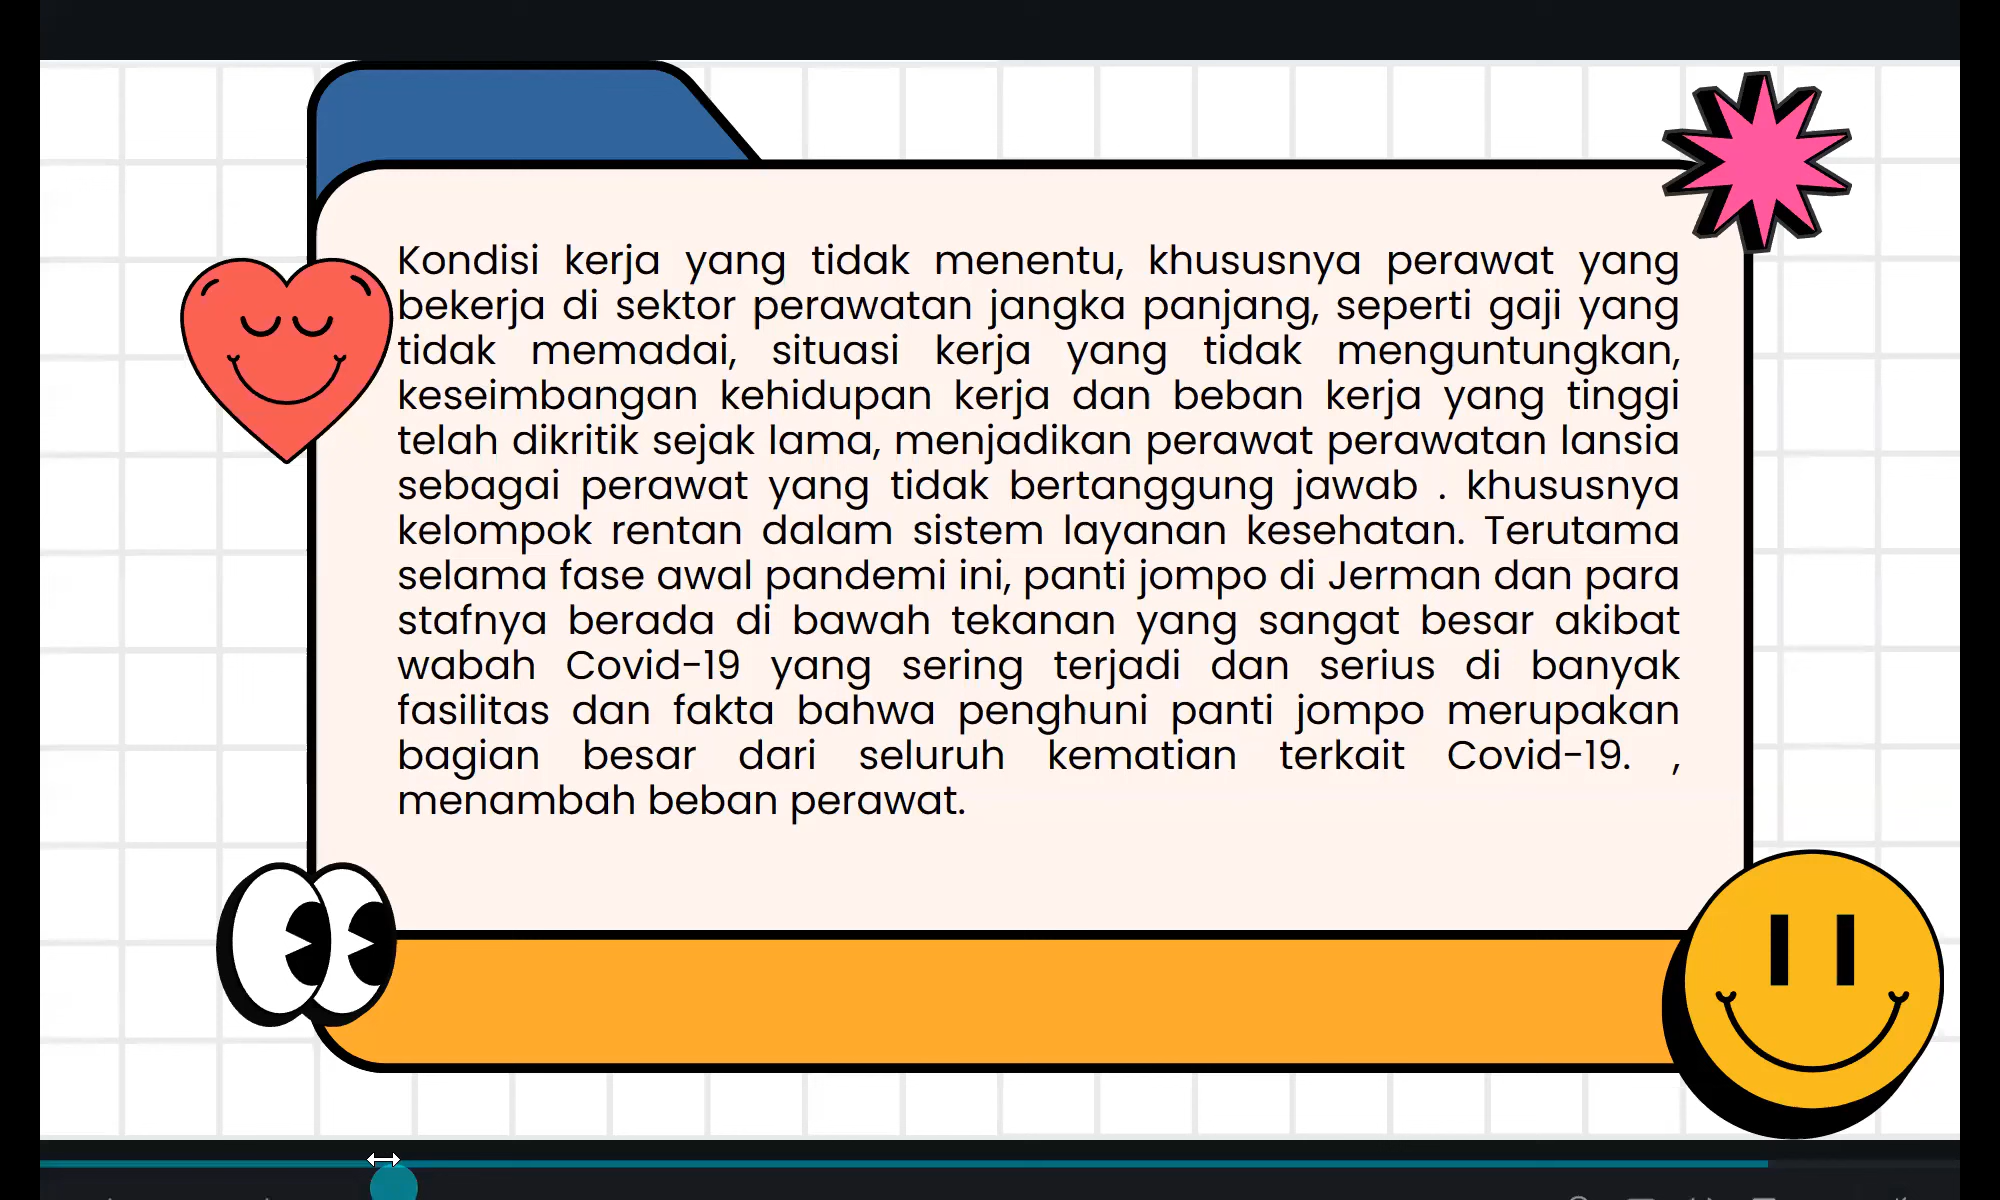 Kondisi kerja yang tidak menentu, khususnya perawat yang
bekerja di sektor perawatan jangka panjang, seperti gaji yang
tidak memadai, situasi kerja yang tidak menguntungkan,
keseimbangan kehidupan kerja dan beban kerja yang tinggi
telah dikritik sejak lama, menjadikan perawat perawatan lansia
sebagai perawat yang tidak bertanggung jawab . khususnya
kelompok rentan dalam sistem layanan kesehatan. Terutama
selama fase awal pandemi ini, panti jompo di Jerman dan para
stafnya berada di bawah tekanan yang sangat besar akibat
wabah Covid-19 yang sering terjadi dan serius di banyak
fasilitas dan fakta bahwa penghuni panti jompo merupakan
bagian besar dari seluruh kematian terkait Covid-19. ,
menambah beban perawat.